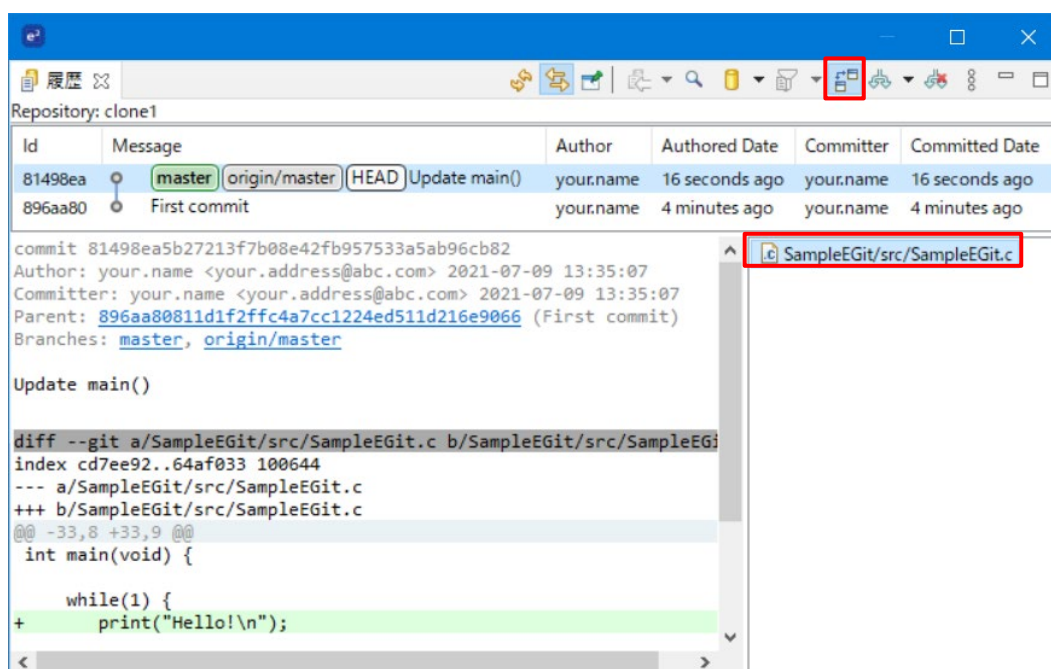 e²
履歴
Repository: clone1
Id Message Author Authored Date Committer Committed Date
81498ea master origin/master HEAD Update main() your.name 16 seconds ago your.name 16 seconds ago
896aa80 First commit your.name 4 minutes ago your.name 4 minutes ago
commit 81498ea5b27213f7b08e42fb957533a5ab96cb82
Author: your.name <your.address@abc.com> 2021-07-09 13:35:07
Committer: your.name <your.address@abc.com> 2021-07-09 13:35:07
Parent: 896aa80811d1f2ffc4a7cc1224ed511d216e9066 (First commit)
Branches: master, origin/master
Update main()
diff --git a/SampleEGit/src/SampleEGit.c b/SampleEGit/src/SampleEGi
index cd7ee92..64af033 100644
--- a/SampleEGit/src/SampleEGit.c
+++ b/SampleEGit/src/SampleEGit.c
@@ -33,8 +33,9 @@
int main(void) {
while(1) {
+ print("Hello!\n");
.c SampleEGit/src/SampleEGit.c